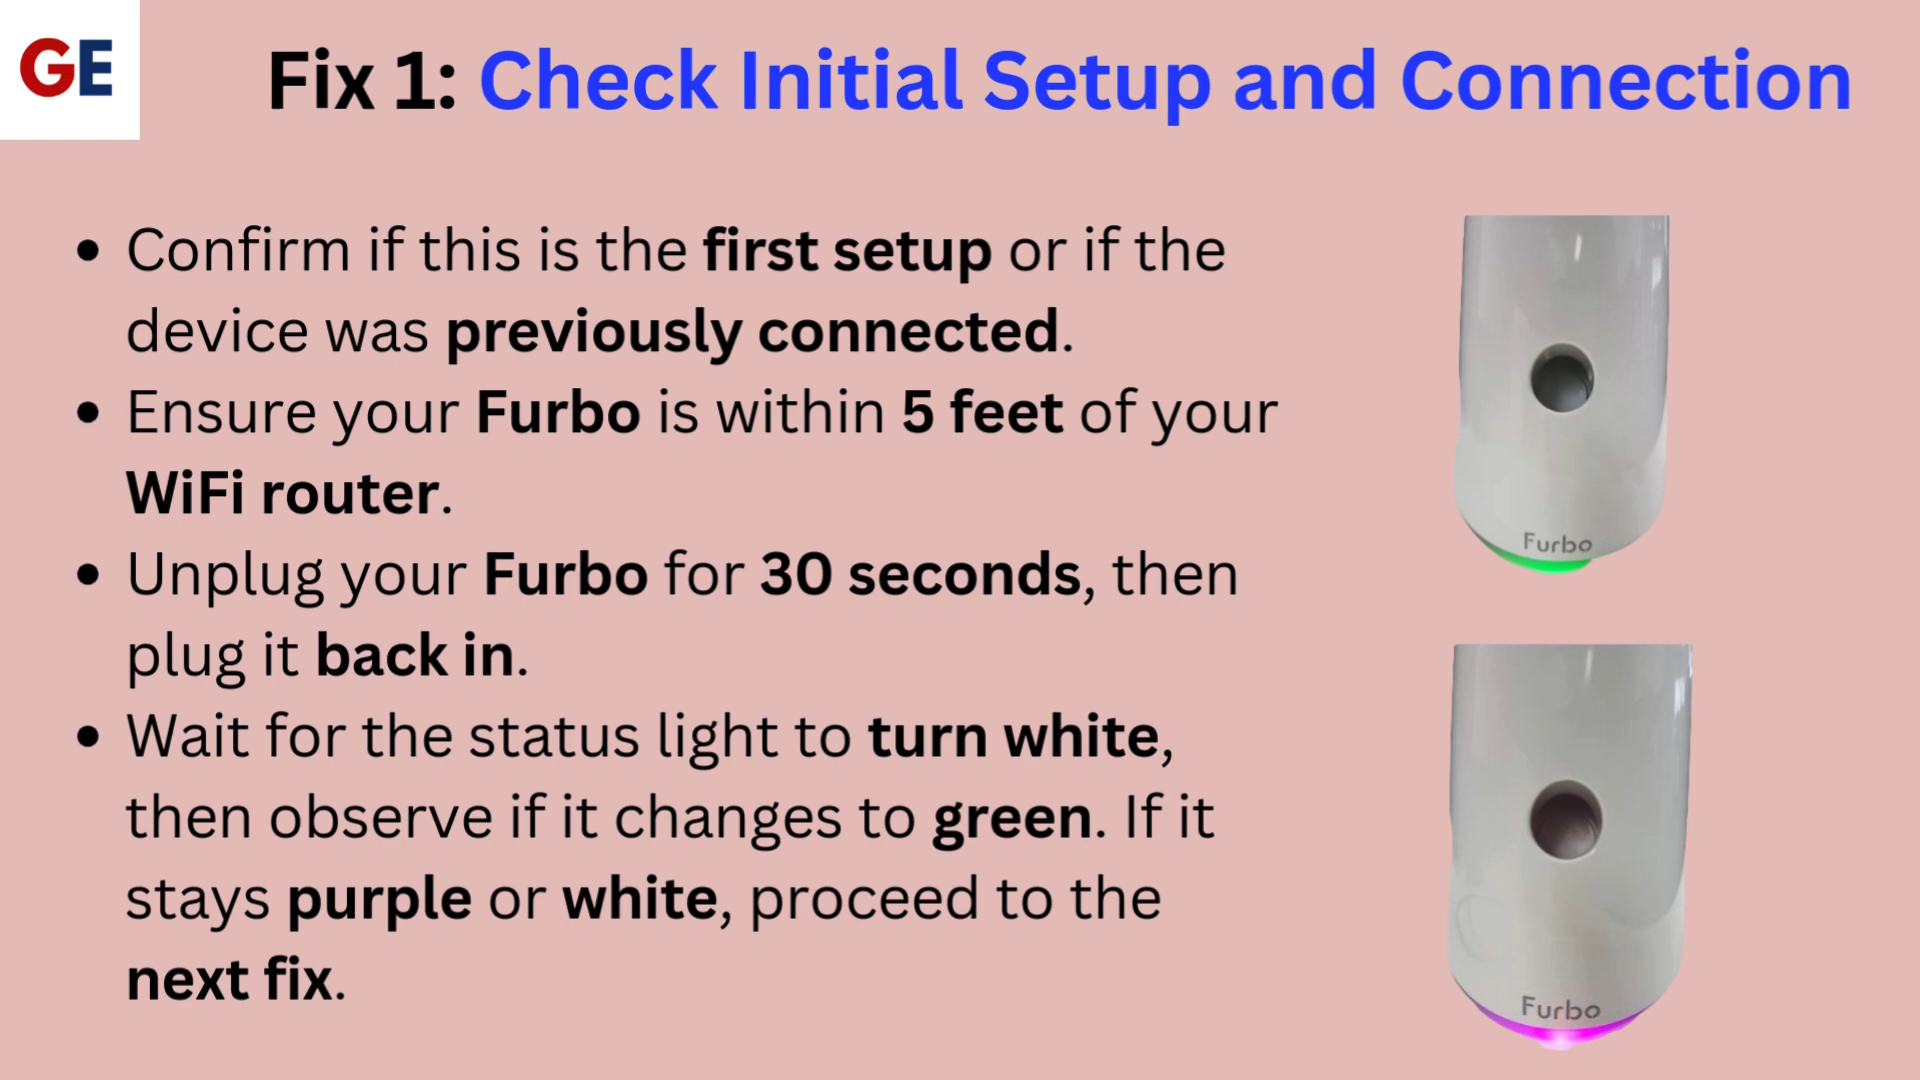 GE
Fix 1: Check Initial Setup and Connection
• Confirm if this is the first setup or if the
device was previously connected.
• Ensure your Furbo is within 5 feet of your
WiFi router.
• Unplug your Furbo for 30 seconds, then
plug it back in.
• Wait for the status light to turn white,
then observe if it changes to green. If it
stays purple or white, proceed to the
next fix.
Furbo
Furbo